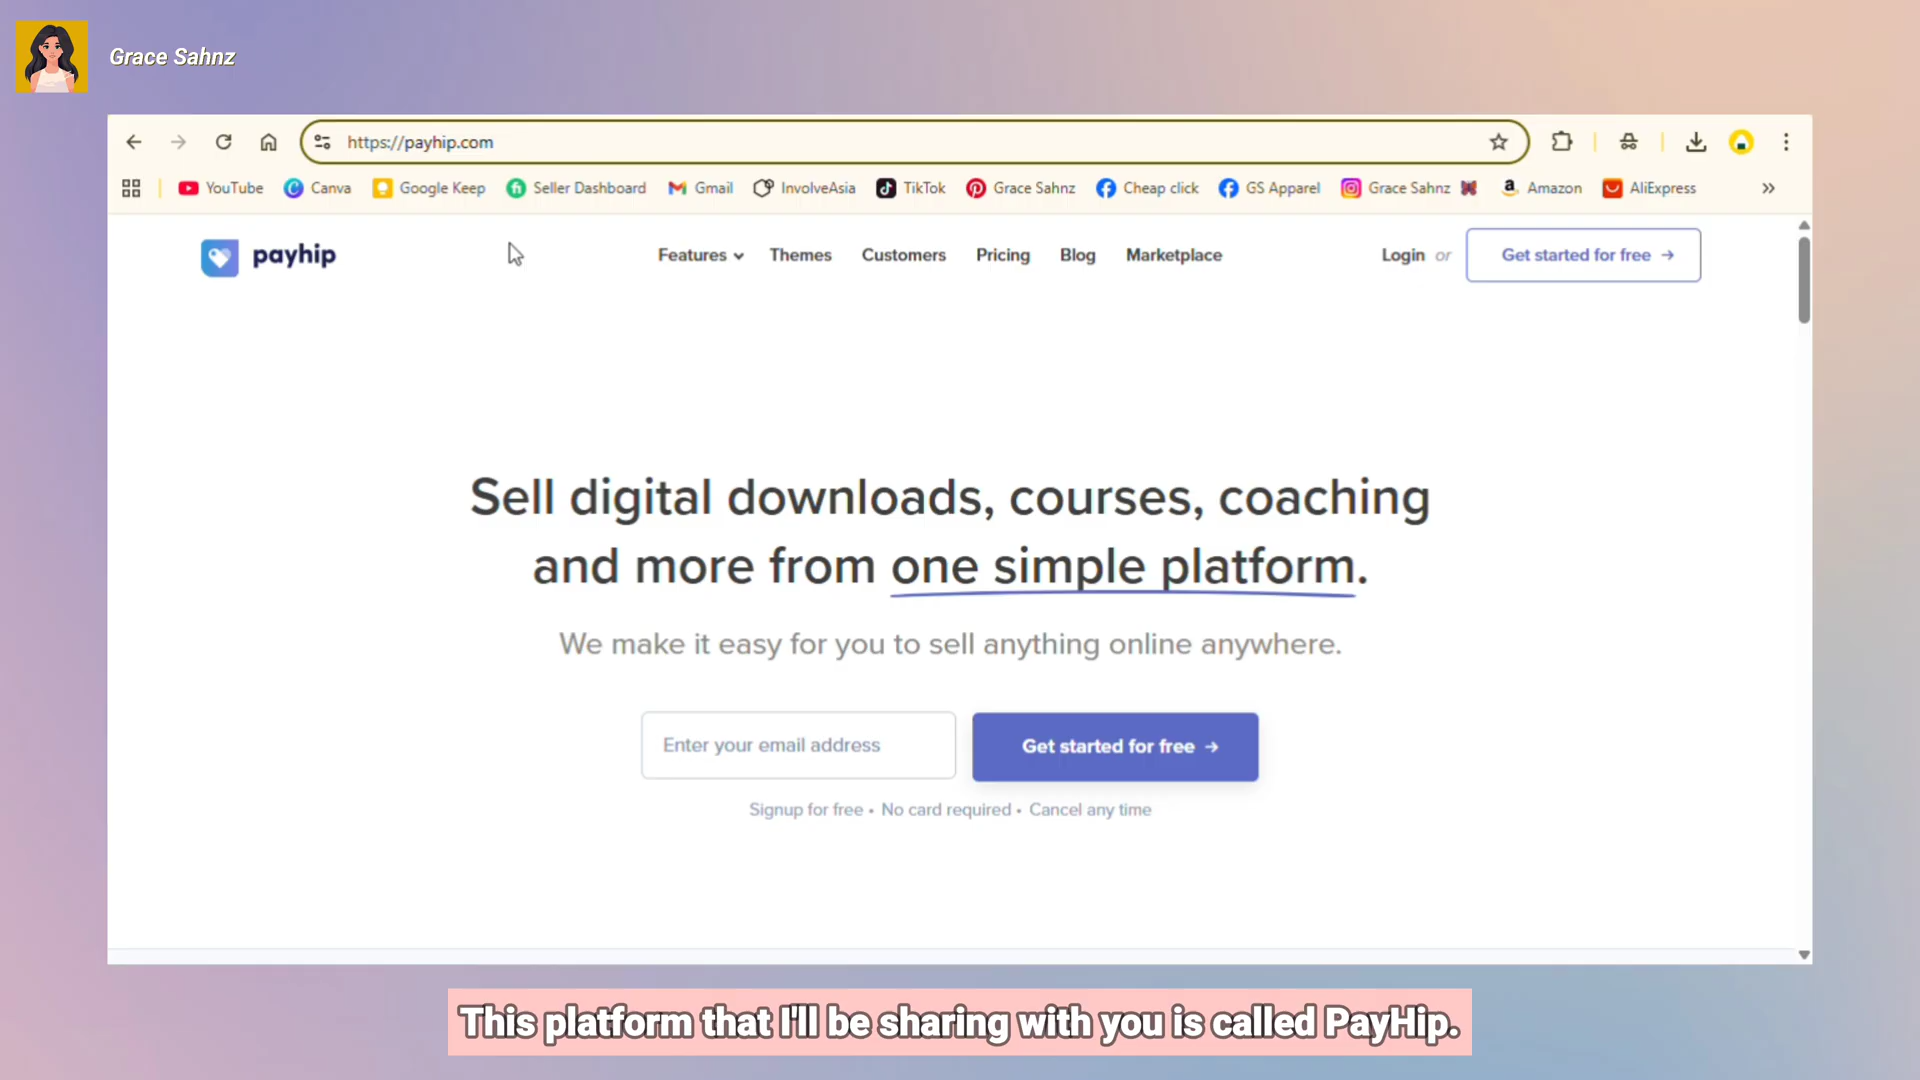 Grace Sahnz
https://payhip.com
YouTube Canva Google Keep Seller Dashboard Gmail InvolveAsia TikTok Grace Sahnz Cheap click GS Apparel Grace Sahnz Amazon AliExpress
payhip Features Themes Customers Pricing Blog Marketplace Login or Get started for free →
Sell digital downloads, courses, coaching
and more from one simple platform.
We make it easy for you to sell anything online anywhere.
Enter your email address Get started for free →
Signup for free • No card required • Cancel any time
This platform that I'll be sharing with you is called PayHip.